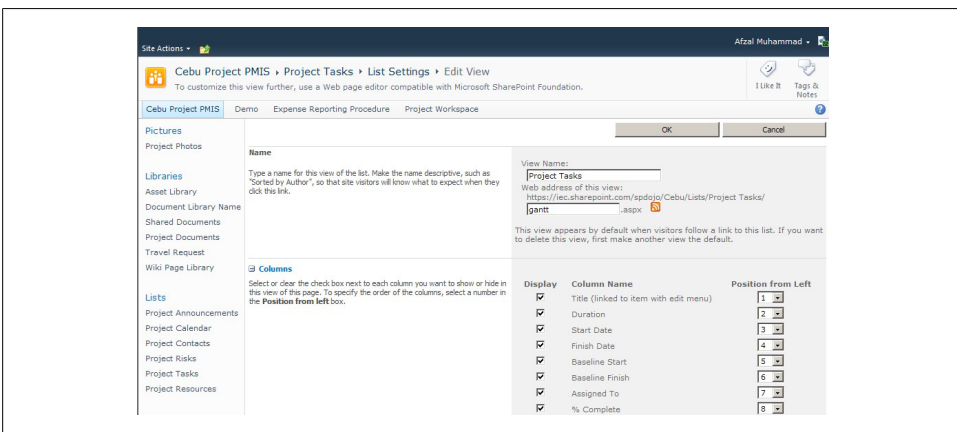 Afzal Muhammad
Site Actions
Cebu Project PMIS ▸ Project Tasks ▸ List Settings ▸ Edit View
To customize this view further, use a Web page editor compatible with Microsoft SharePoint Foundation.
I Like It
Tags & Notes
Cebu Project PMIS Demo Expense Reporting Procedure Project Workspace
Pictures
Project Photos
Libraries
Asset Library
Document Library Name
Shared Documents
Project Documents
Travel Request
Wiki Page Library
Lists
Project Announcements
Project Calendar
Project Contacts
Project Risks
Project Tasks
Project Resources
OK Cancel
Name
Type a name for this view of the list. Make the name descriptive, such as
"Sorted by Author", so that site visitors will know what to expect when they
click this link.
View Name:
Project Tasks
Web address of this view:
https://iec.sharepoint.com/spdojo/Cebu/Lists/Project Tasks/
gantt .aspx
This view appears by default when visitors follow a link to this list. If you want
to delete this view, first make another view the default.
Columns
Select or clear the check box next to each column you want to show or hide in
this view of this page. To specify the order of the columns, select a number in
the Position from left box.
Display Column Name Position from Left
Title (linked to item with edit menu) 1
Duration 2
Start Date 3
Finish Date 4
Baseline Start 5
Baseline Finish 6
Assigned To 7
% Complete 8